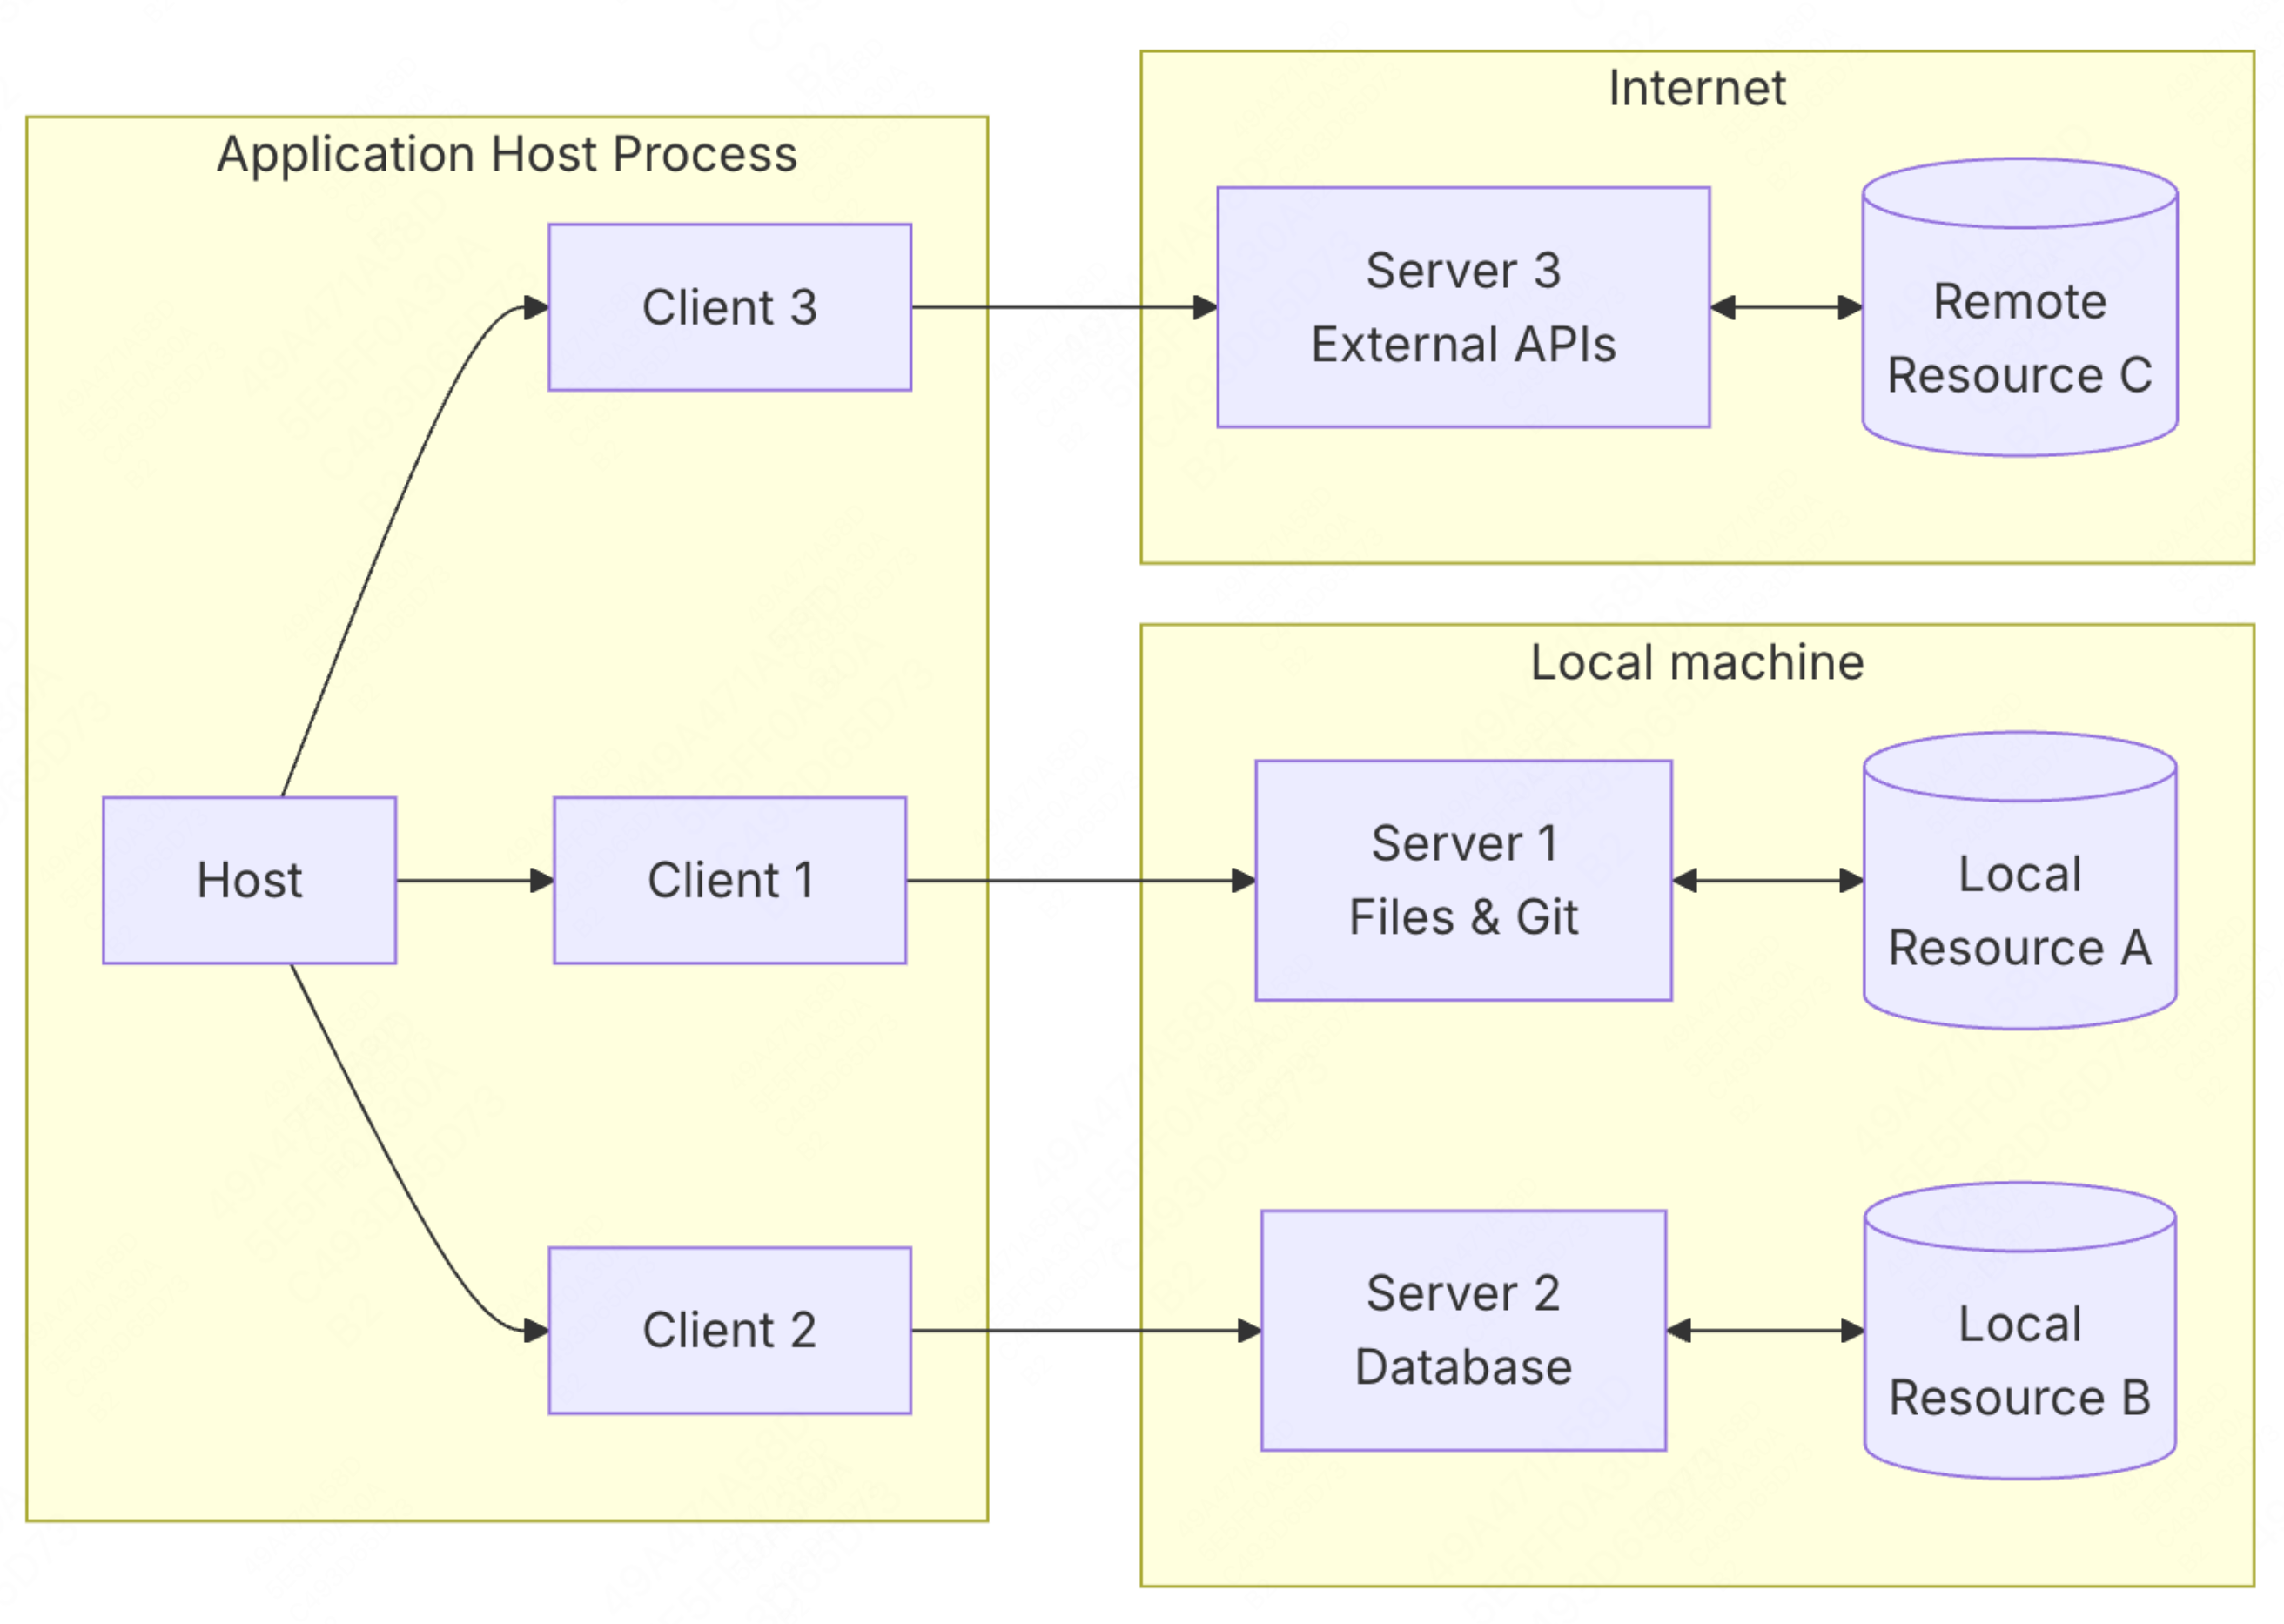 Application Host Process
Client 3
Host
Client 1
Client 2
Internet
Server 3
External APIs
Remote
Resource C
Local machine
Server 1
Files & Git
Local
Resource A
Server 2
Database
Local
Resource B